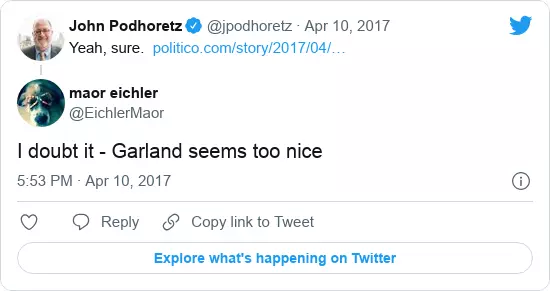 John Podhoretz @jpodhoretz · Apr 10, 2017
Yeah, sure. politico.com/story/2017/04/…
maor eichler
@EichlerMaor
I doubt it - Garland seems too nice
5:53 PM · Apr 10, 2017
Reply Copy link to Tweet
Explore what's happening on Twitter